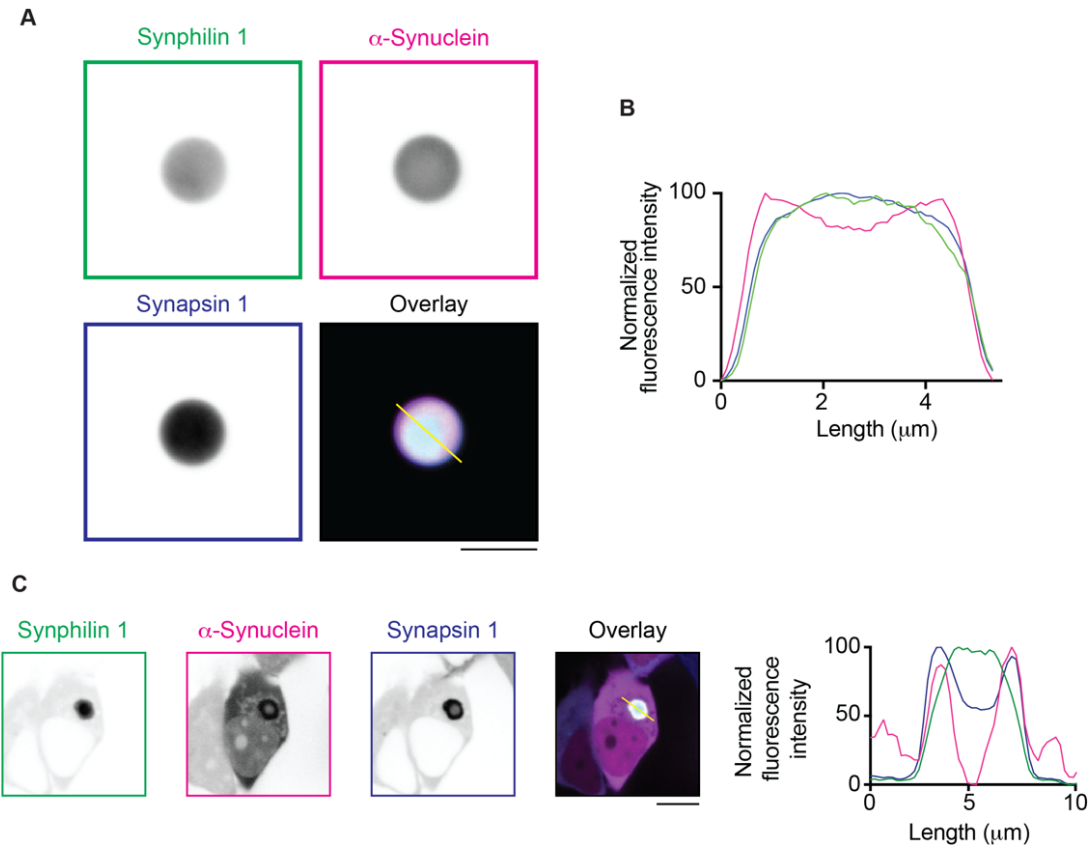 A
Synphilin 1
α-Synuclein
Synapsin 1
Overlay
B
Normalized
fluorescence intensity
100
50
0
0
2
4
Length (μm)
C
Synphilin 1
α-Synuclein
Synapsin 1
Overlay
Normalized
fluorescence
intensity
100
50
0
0
5
10
Length (μm)